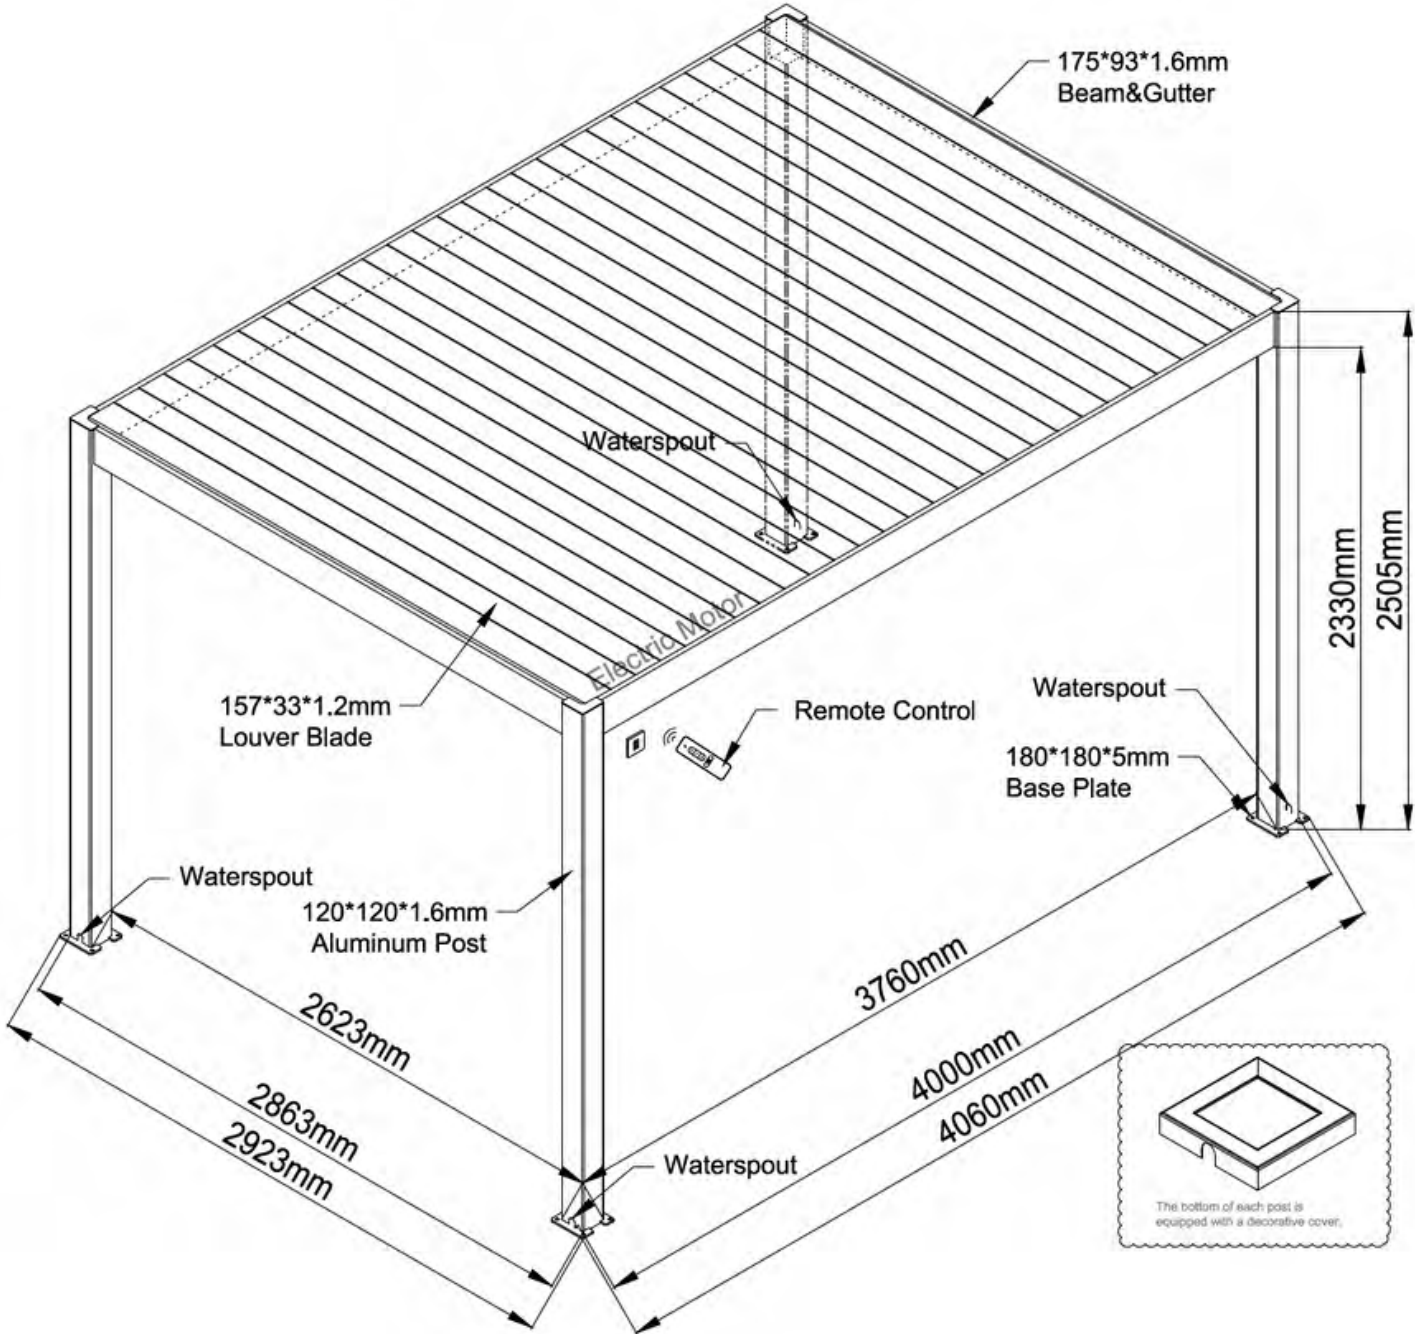 175*93*1.6mm
Beam&Gutter
Waterspout
2330mm
2505mm
Electric Motor
157*33*1.2mm
Louver Blade
Remote Control
Waterspout
180*180*5mm
Base Plate
Waterspout
120*120*1.6mm
Aluminum Post
2623mm
2863mm
2923mm
3760mm
4000mm
4060mm
Waterspout
The bottom of each post is
equipped with a decorative cover.